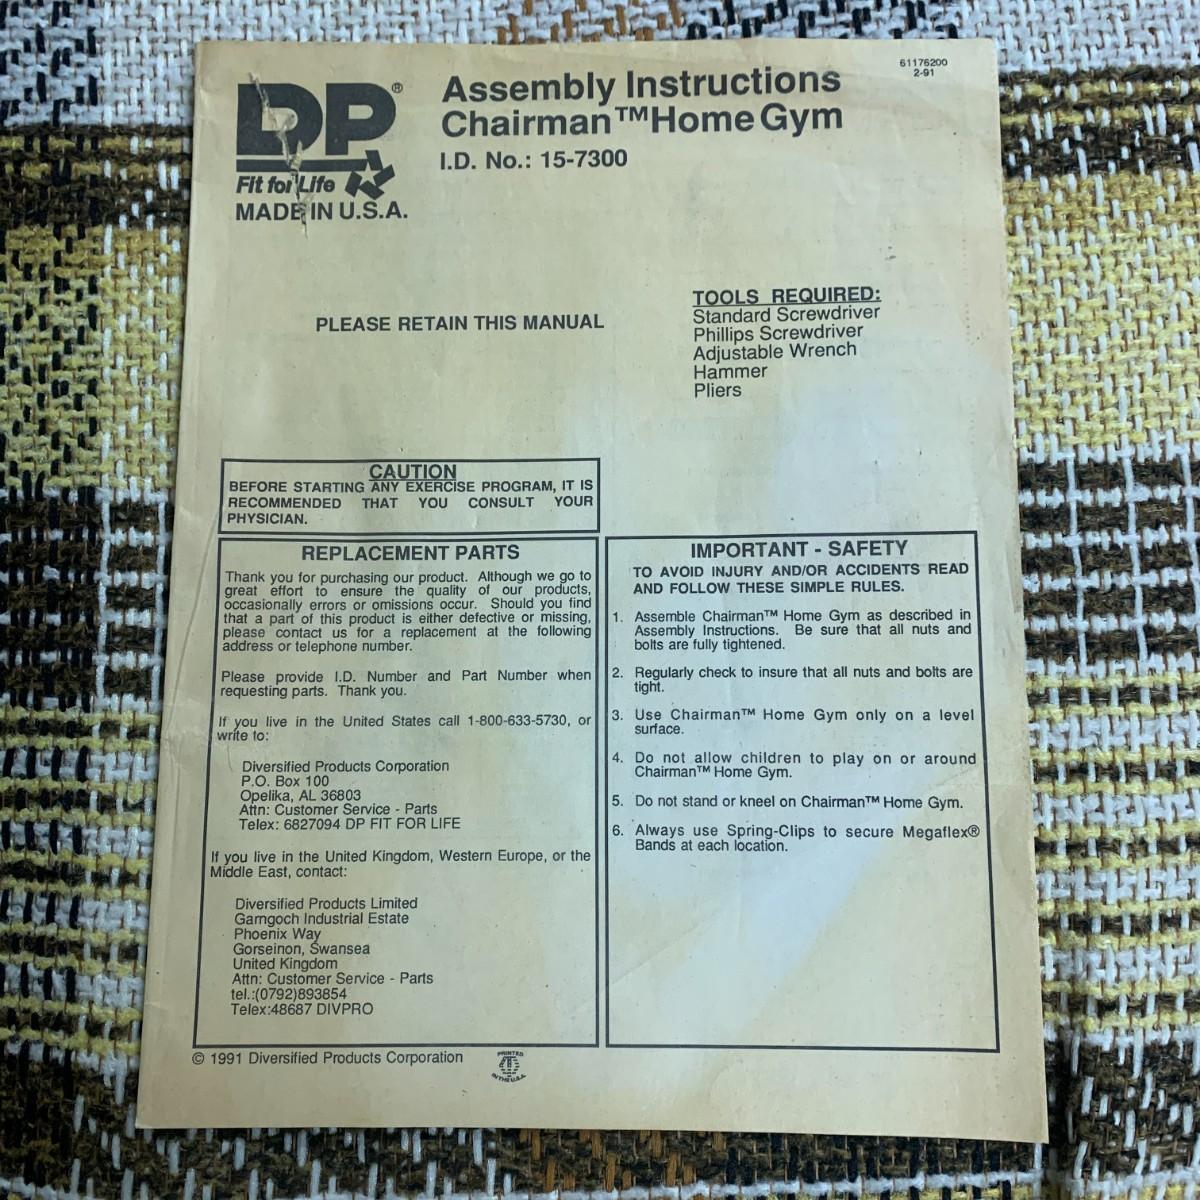 DP®
Fit for Life
MADE IN U.S.A.
Assembly Instructions
Chairman™ Home Gym
I.D. No.: 15-7300
61176200
2-91
PLEASE RETAIN THIS MANUAL
TOOLS REQUIRED:
Standard Screwdriver
Phillips Screwdriver
Adjustable Wrench
Hammer
Pliers
CAUTION
BEFORE STARTING ANY EXERCISE PROGRAM, IT IS
RECOMMENDED THAT YOU CONSULT YOUR
PHYSICIAN.
REPLACEMENT PARTS
Thank you for purchasing our product. Although we go to
great effort to ensure the quality of our products,
occasionally errors or omissions occur. Should you find
that a part of this product is either defective or missing,
please contact us for a replacement at the following
address or telephone number.
Please provide I.D. Number and Part Number when
requesting parts. Thank you.
If you live in the United States call 1-800-633-5730, or
write to:
Diversified Products Corporation
P.O. Box 100
Opelika, AL 36803
Attn: Customer Service - Parts
Telex: 6827094 DP FIT FOR LIFE
If you live in the United Kingdom, Western Europe, or the
Middle East, contact:
Diversified Products Limited
Garngoch Industrial Estate
Phoenix Way
Gorseinon, Swansea
United Kingdom
Attn: Customer Service - Parts
tel.:(0792)893854
Telex:48687 DIVPRO
IMPORTANT - SAFETY
TO AVOID INJURY AND/OR ACCIDENTS READ
AND FOLLOW THESE SIMPLE RULES.
1. Assemble Chairman™ Home Gym as described in
Assembly Instructions. Be sure that all nuts and
bolts are fully tightened.
2. Regularly check to insure that all nuts and bolts are
tight.
3. Use Chairman™ Home Gym only on a level
surface.
4. Do not allow children to play on or around
Chairman™ Home Gym.
5. Do not stand or kneel on Chairman™ Home Gym.
6. Always use Spring-Clips to secure Megaflex®
Bands at each location.
© 1991 Diversified Products Corporation
PRINTED
IN THE U.S.A.